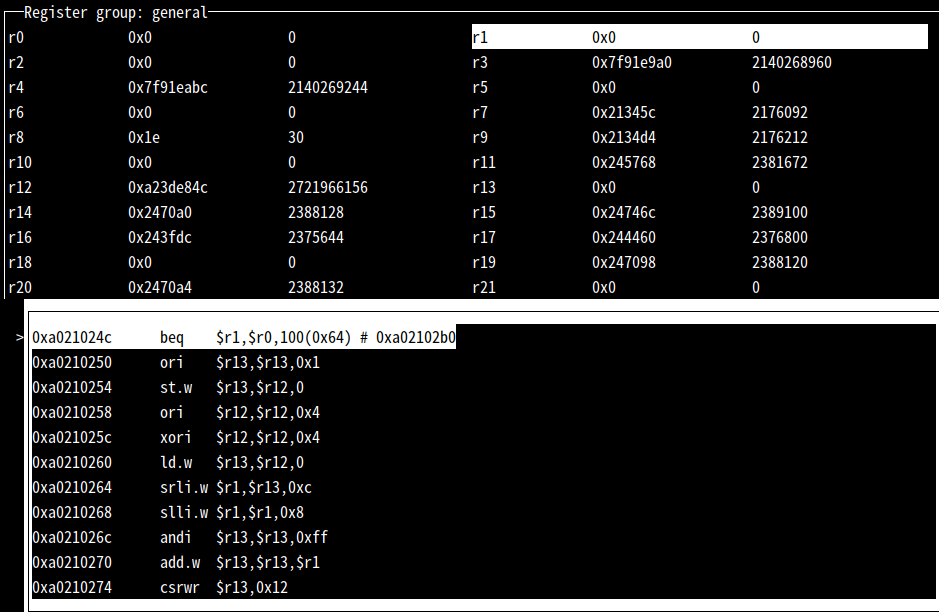 Register group: general
r0 0x0 0 r1 0x0 0
r2 0x0 0 r3 0x7f91e9a0 2140268960
r4 0x7f91eabc 2140269244 r5 0x0 0
r6 0x0 0 r7 0x21345c 2176092
r8 0x1e 30 r9 0x2134d4 2176212
r10 0x0 0 r11 0x245768 2381672
r12 0xa23de84c 2721966156 r13 0x0 0
r14 0x2470a0 2388128 r15 0x24746c 2389100
r16 0x243fdc 2375644 r17 0x244460 2376800
r18 0x0 0 r19 0x247098 2388120
r20 0x2470a4 2388132 r21 0x0 0
>0xa021024c beq $r1,$r0,100(0x64) # 0xa02102b0
0xa0210250 ori $r13,$r13,0x1
0xa0210254 st.w $r13,$r12,0
0xa0210258 ori $r12,$r12,0x4
0xa021025c xori $r12,$r12,0x4
0xa0210260 ld.w $r13,$r12,0
0xa0210264 srli.w $r1,$r13,0xc
0xa0210268 slli.w $r1,$r1,0x8
0xa021026c andi $r13,$r13,0xff
0xa0210270 add.w $r13,$r13,$r1
0xa0210274 csrwr $r13,0x12